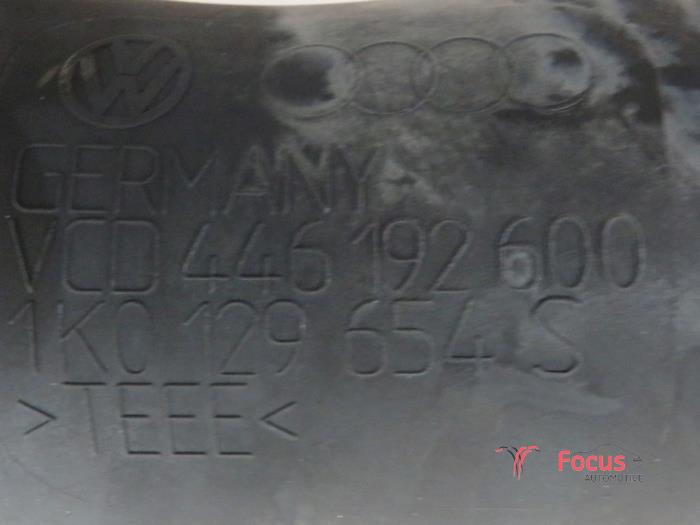 GERMANY
VCD 446 192 600
1K0 129 654 S
>TEEE<
Focus
AUTOMOTIVE